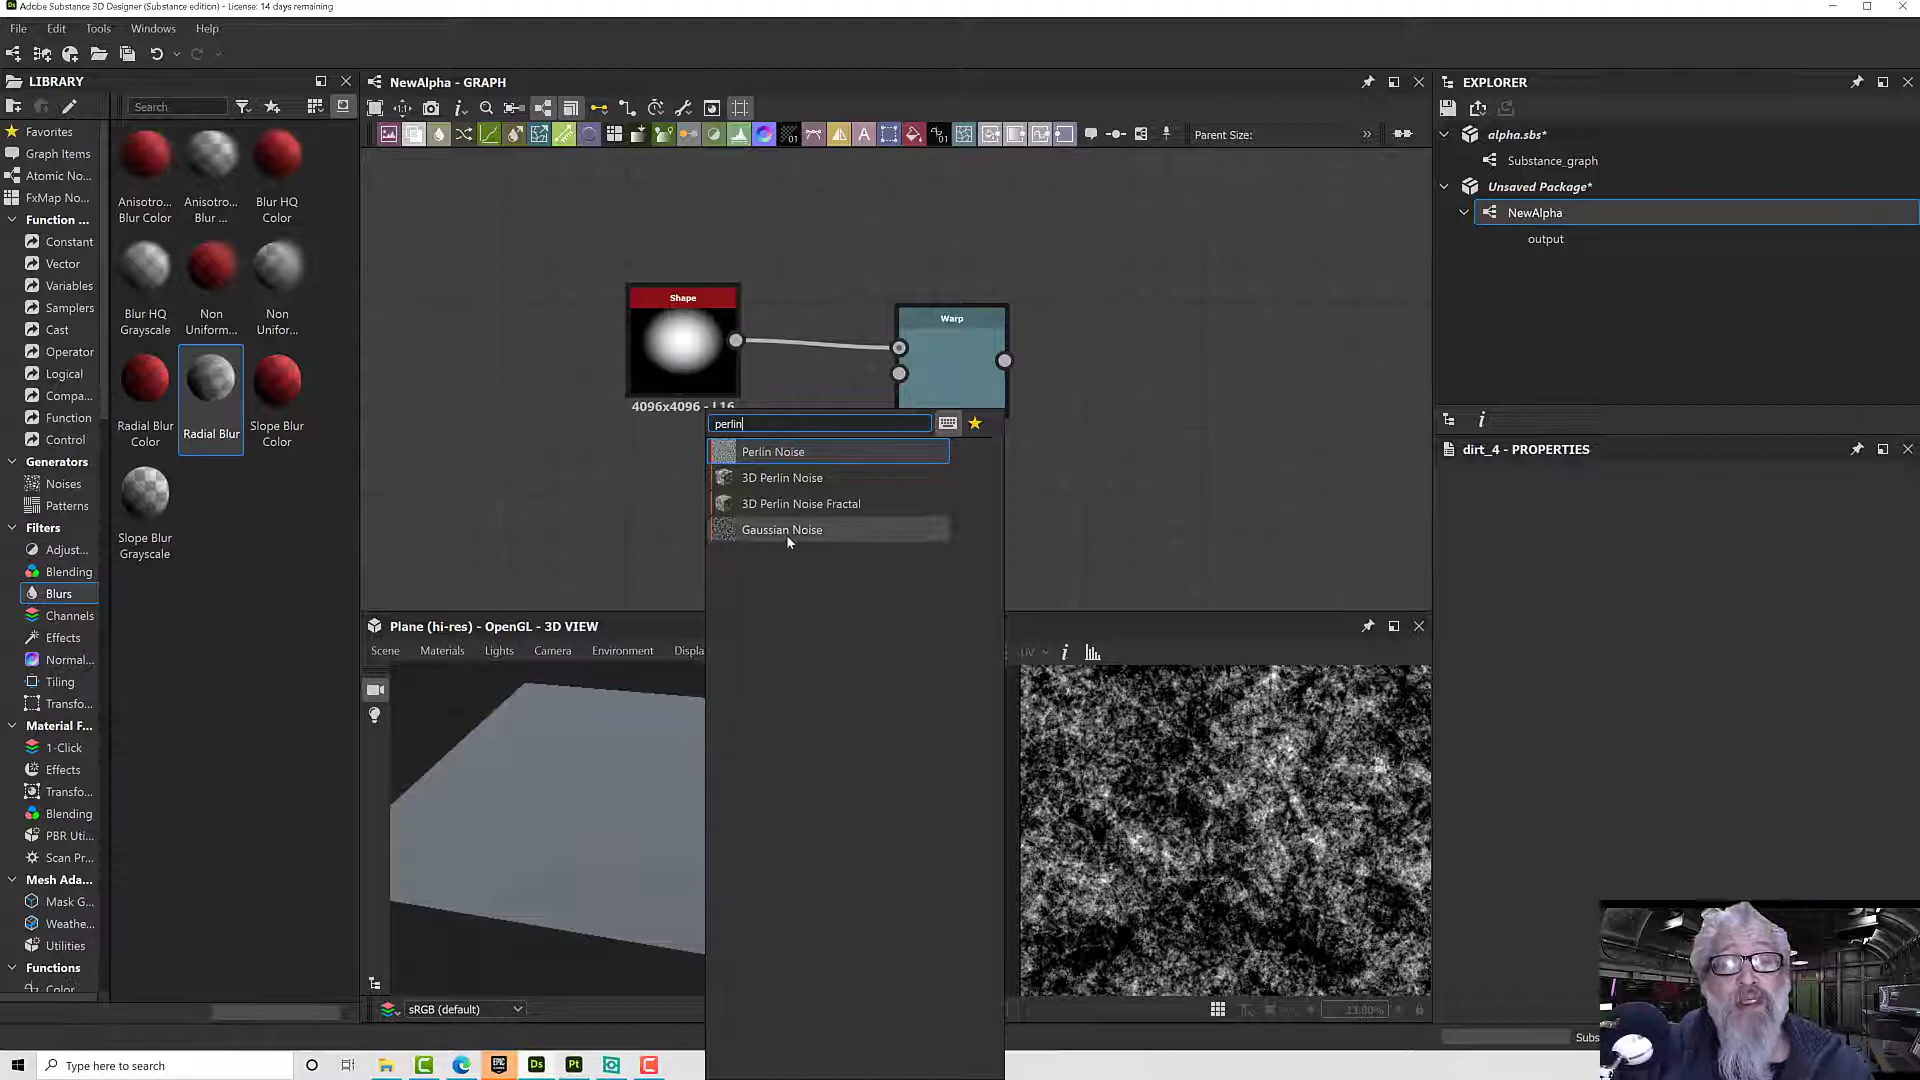 Adobe Substance 3D Designer (Substance edition) - License: 14 days remaining
File Edit Tools Windows Help
LIBRARY
Search
Favorites
Graph Items
Atomic No...
FxMap No...
Function ...
Constant
Vector
Variables
Samplers
Cast
Operator
Logical
Compa...
Function
Control
Generators
Noises
Patterns
Filters
Adjust...
Blending
Blurs
Channels
Effects
Normal...
Tiling
Transfo...
Material F...
1-Click
Effects
Transfo...
Blending
PBR Uti...
Scan Pr...
Mesh Ada...
Mask G...
Weathe...
Utilities
Functions
Color
Anisotro...
Blur Color
Anisotro...
Blur ...
Blur HQ
Color
Blur HQ
Grayscale
Non
Uniform...
Non
Unifor...
Radial Blur
Color
Radial Blur
Slope Blur
Color
Slope Blur
Grayscale
NewAlpha - GRAPH
Parent Size:
Shape
4096x4096 - L16
Warp
perlin
Perlin Noise
3D Perlin Noise
3D Perlin Noise Fractal
Gaussian Noise
Plane (hi-res) - OpenGL - 3D VIEW
Scene Materials Lights Camera Environment Displa
UV
sRGB (default)
13.80%
EXPLORER
alpha.sbs*
Substance_graph
Unsaved Package*
NewAlpha
output
dirt_4 - PROPERTIES
Subs
Type here to search